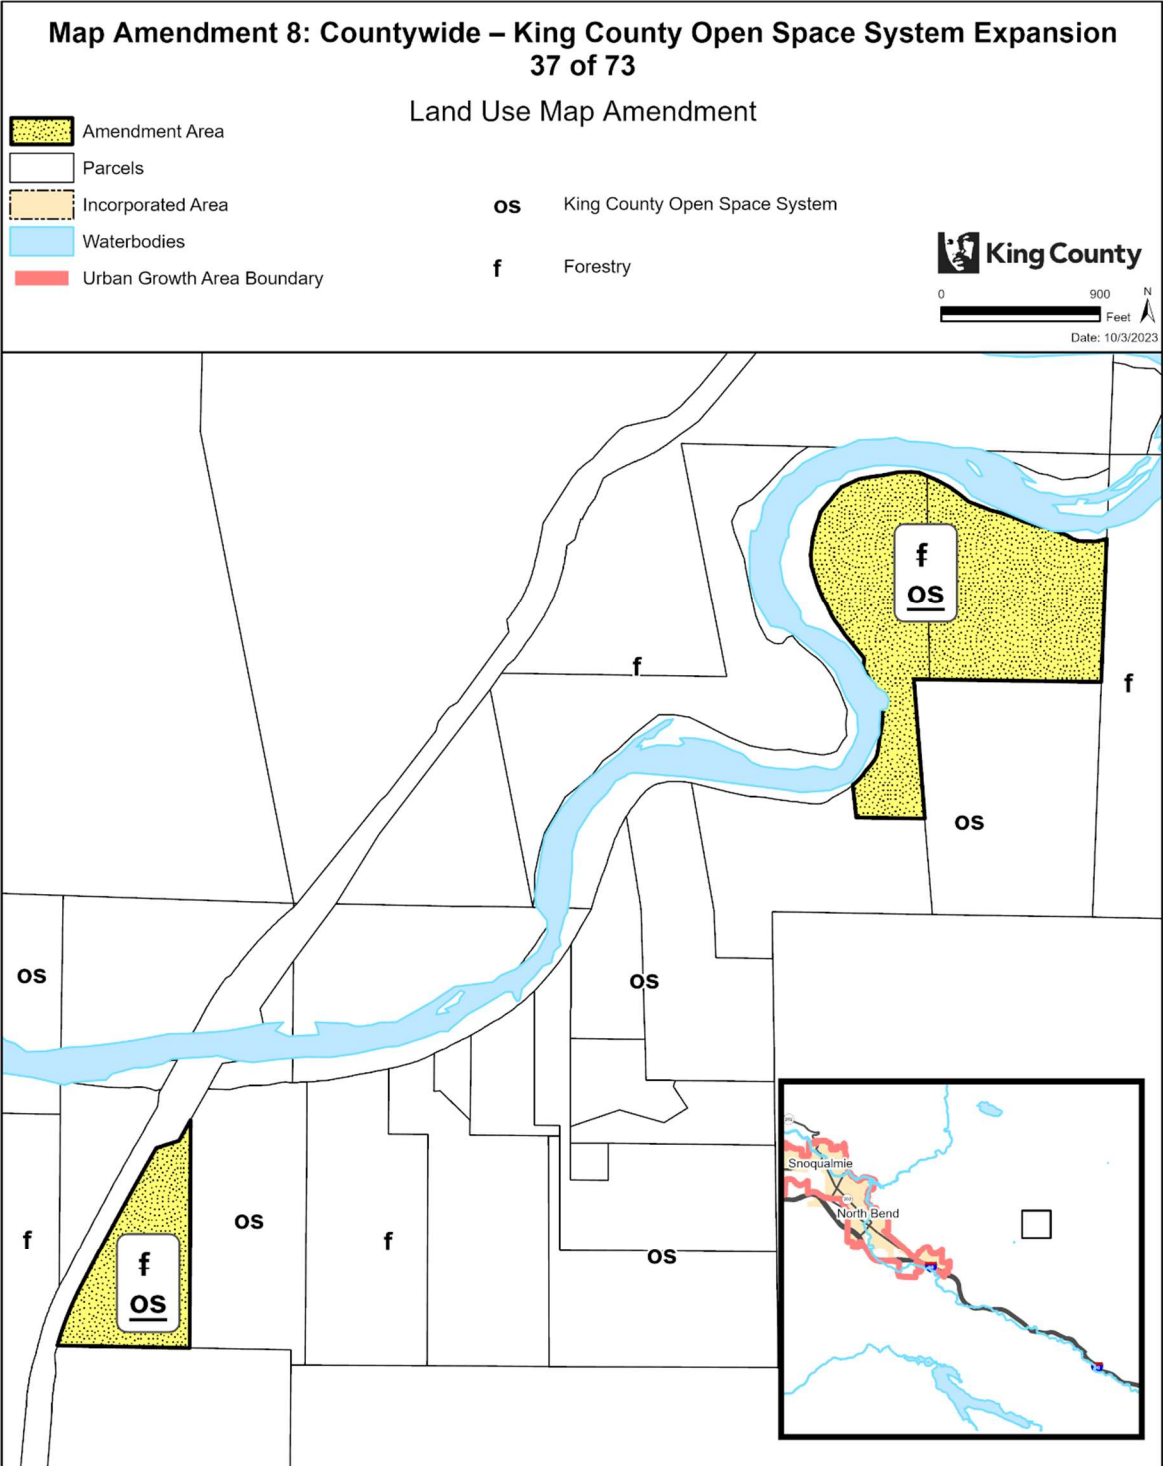 Map Amendment 8: Countywide – King County Open Space System Expansion
37 of 73
Land Use Map Amendment
Amendment Area
Parcels
Incorporated Area
Waterbodies
Urban Growth Area Boundary
os King County Open Space System
f Forestry
King County
0 900
Feet
N
Date: 10/3/2023
f
os
f
f
os
os
os
f
os
f
os
f
os
Snoqualmie
North Bend